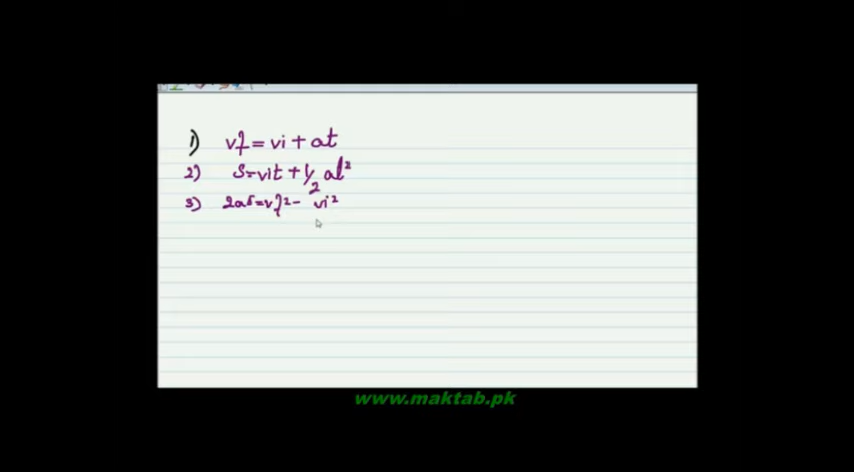 1) vf = vi + at
2) S = vit + 1/2 at²
3) 2as = vf² - vi²
www.maktab.pk